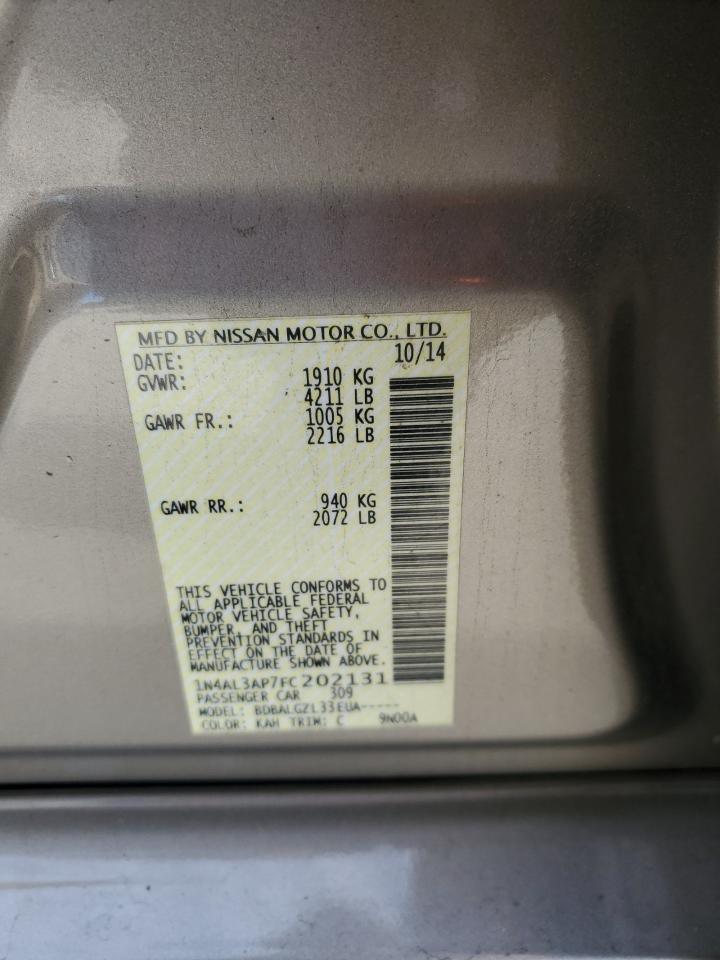 MFD BY NISSAN MOTOR CO., LTD.
DATE: 10/14
GVWR: 1910 KG
4211 LB
GAWR FR.: 1005 KG
2216 LB
GAWR RR.: 940 KG
2072 LB
THIS VEHICLE CONFORMS TO
ALL APPLICABLE FEDERAL
MOTOR VEHICLE SAFETY,
BUMPER, AND THEFT
PREVENTION STANDARDS IN
EFFECT ON THE DATE OF
MANUFACTURE SHOWN ABOVE.
1N4AL3AP7FC202131
PASSENGER CAR 309
MODEL: BDBALGZL33EUA-----
COLOR: KAH TRIM: C 9N00A